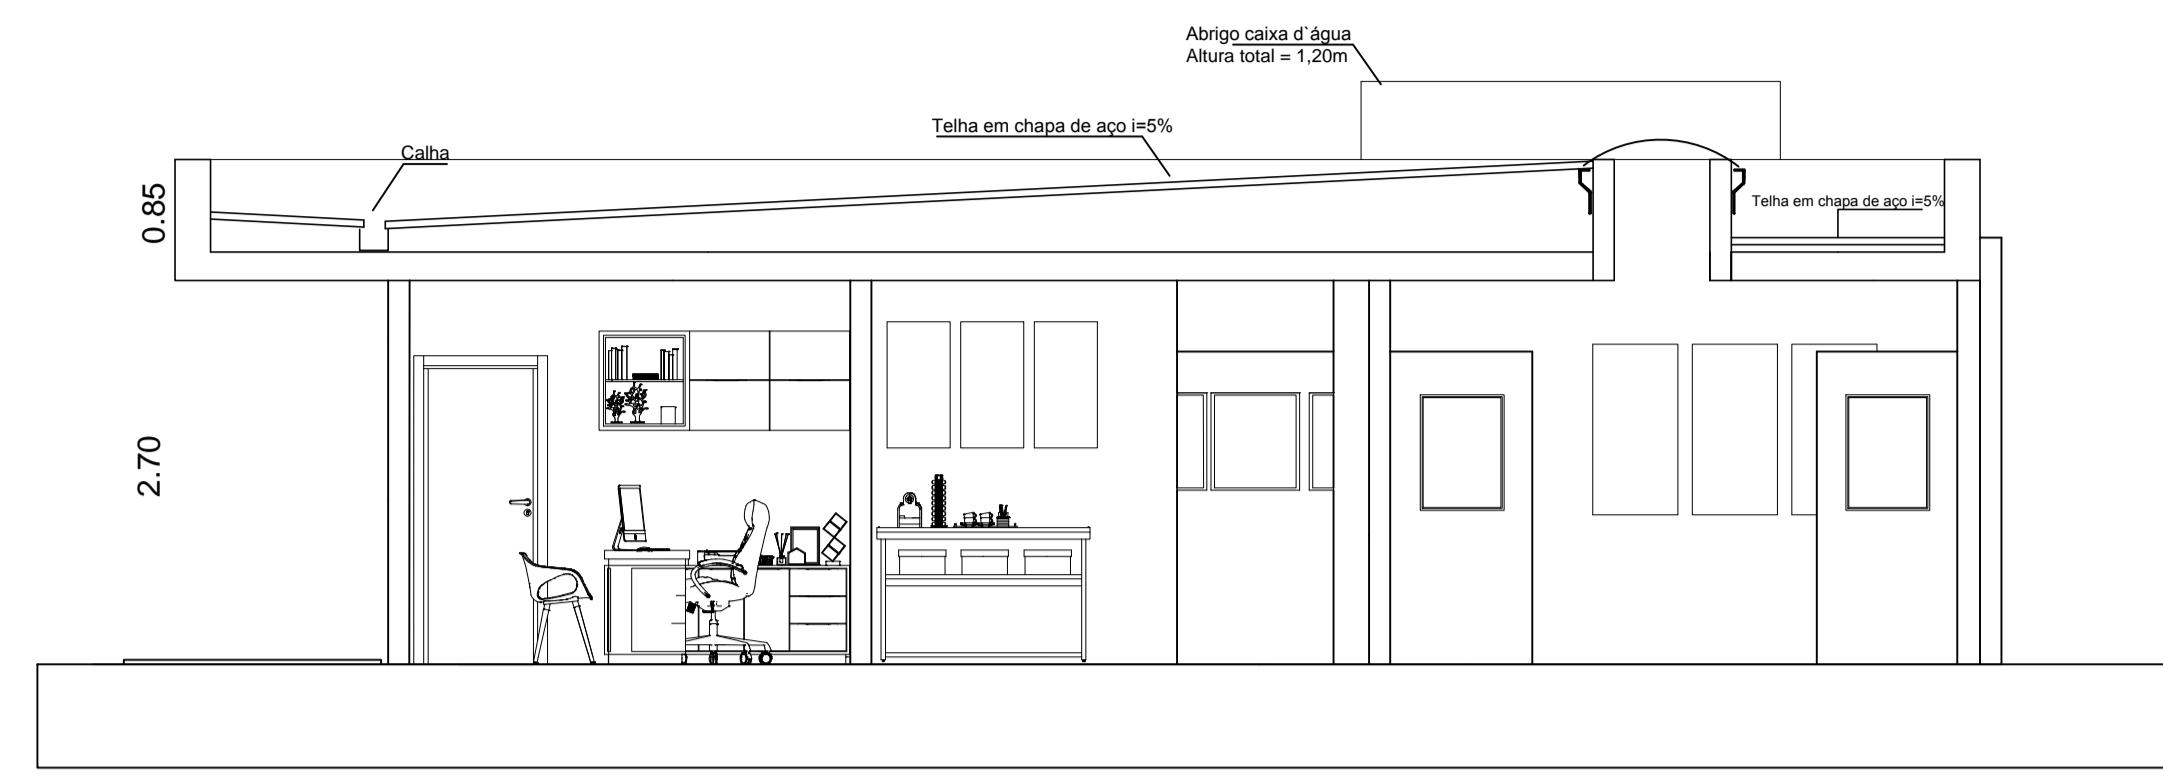 Abrigo caixa d`água
Altura total = 1,20m
Telha em chapa de aço i=5%
Calha
0.85
Telha em chapa de aço i=5%
2.70